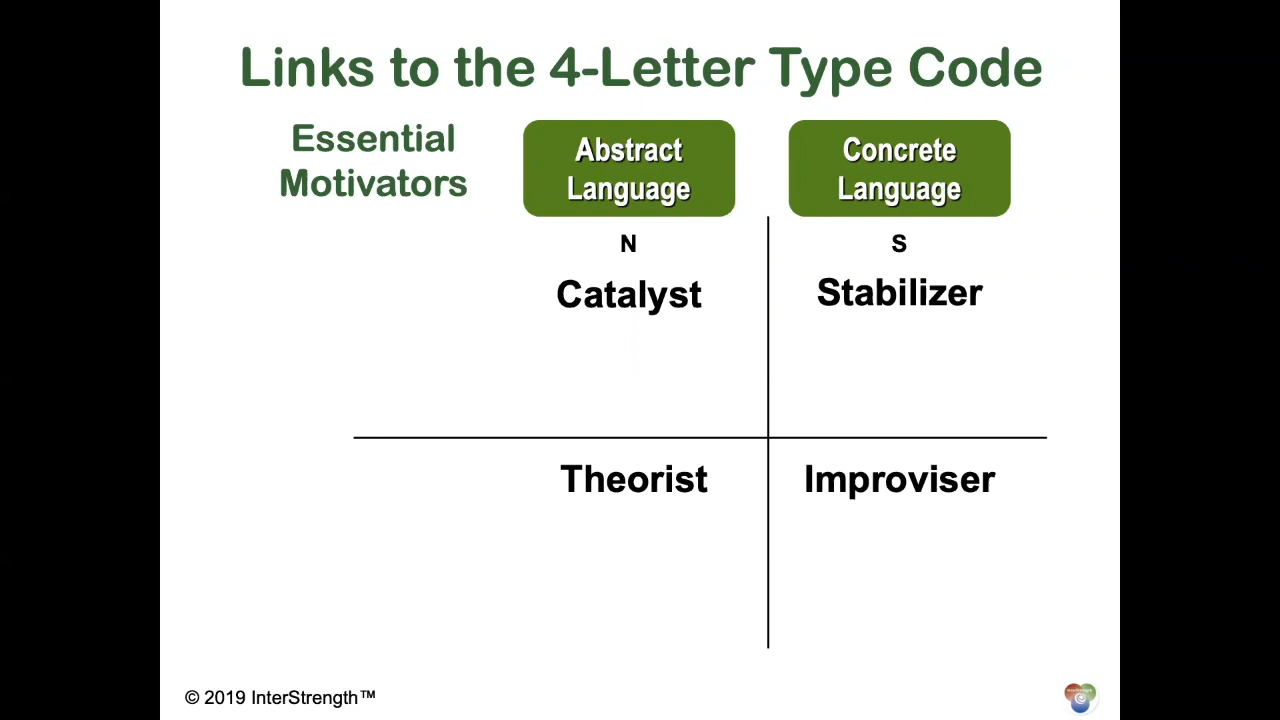 Links to the 4-Letter Type Code
Essential
Motivators
Abstract
Language
Concrete
Language
N
S
Catalyst
Stabilizer
Theorist
Improviser
© 2019 InterStrength™